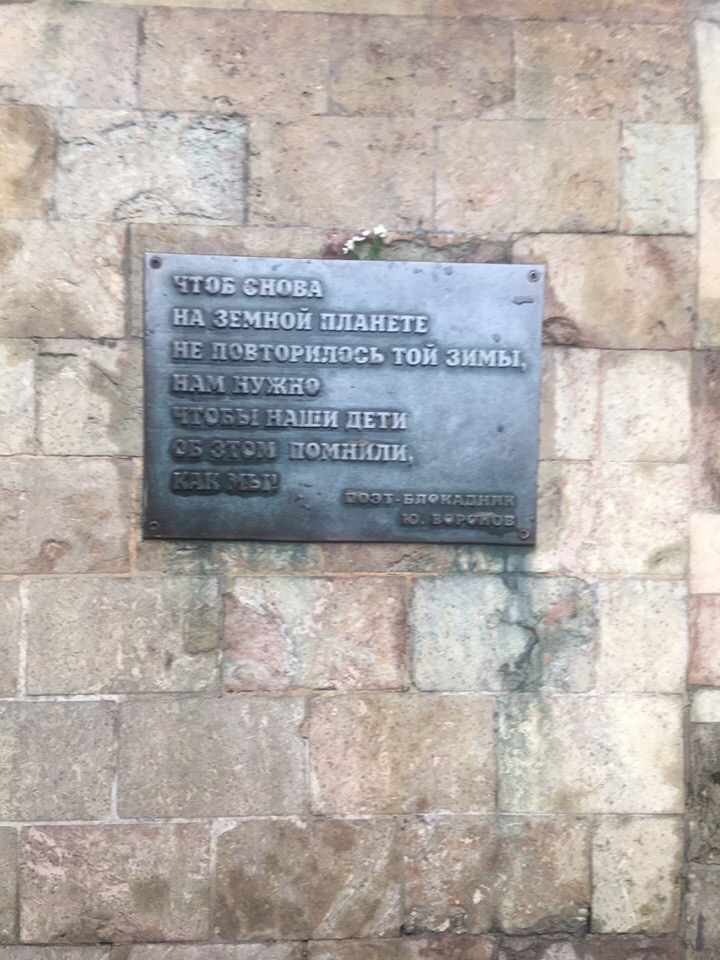 ЧТОБ СНОВА
НА ЗЕМНОЙ ПЛАНЕТЕ
НЕ ПОВТОРИЛОСЬ ТОЙ ЗИМЫ,
НАМ НУЖНО
ЧТОБЫ НАШИ ДЕТИ
ОБ ЭТОМ ПОМНИЛИ,
КАК МЫ!
ПОЭТ-БЛОКАДНИК
Ю. ВОРОНОВ